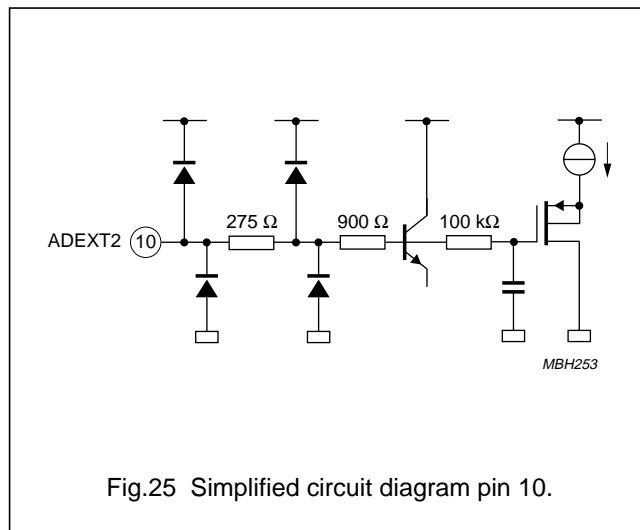 275 Ω 900 Ω 100 kΩ
ADEXT2 10
MBH253
Fig.25 Simplified circuit diagram pin 10.